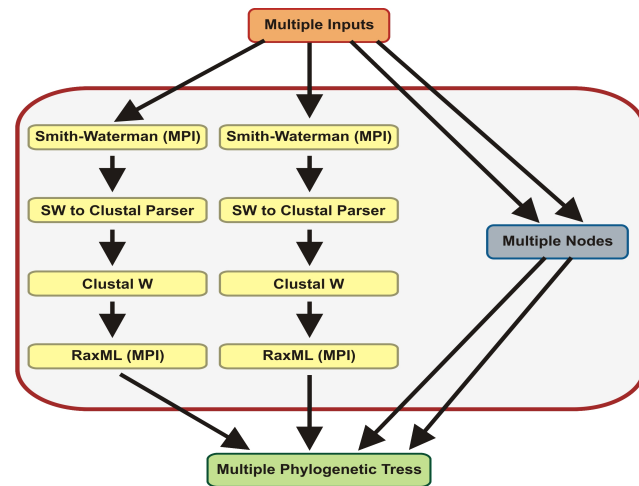 Multiple Inputs
Smith-Waterman (MPI)
Smith-Waterman (MPI)
SW to Clustal Parser
SW to Clustal Parser
Multiple Nodes
Clustal W
Clustal W
RaxML (MPI)
RaxML (MPI)
Multiple Phylogenetic Tress